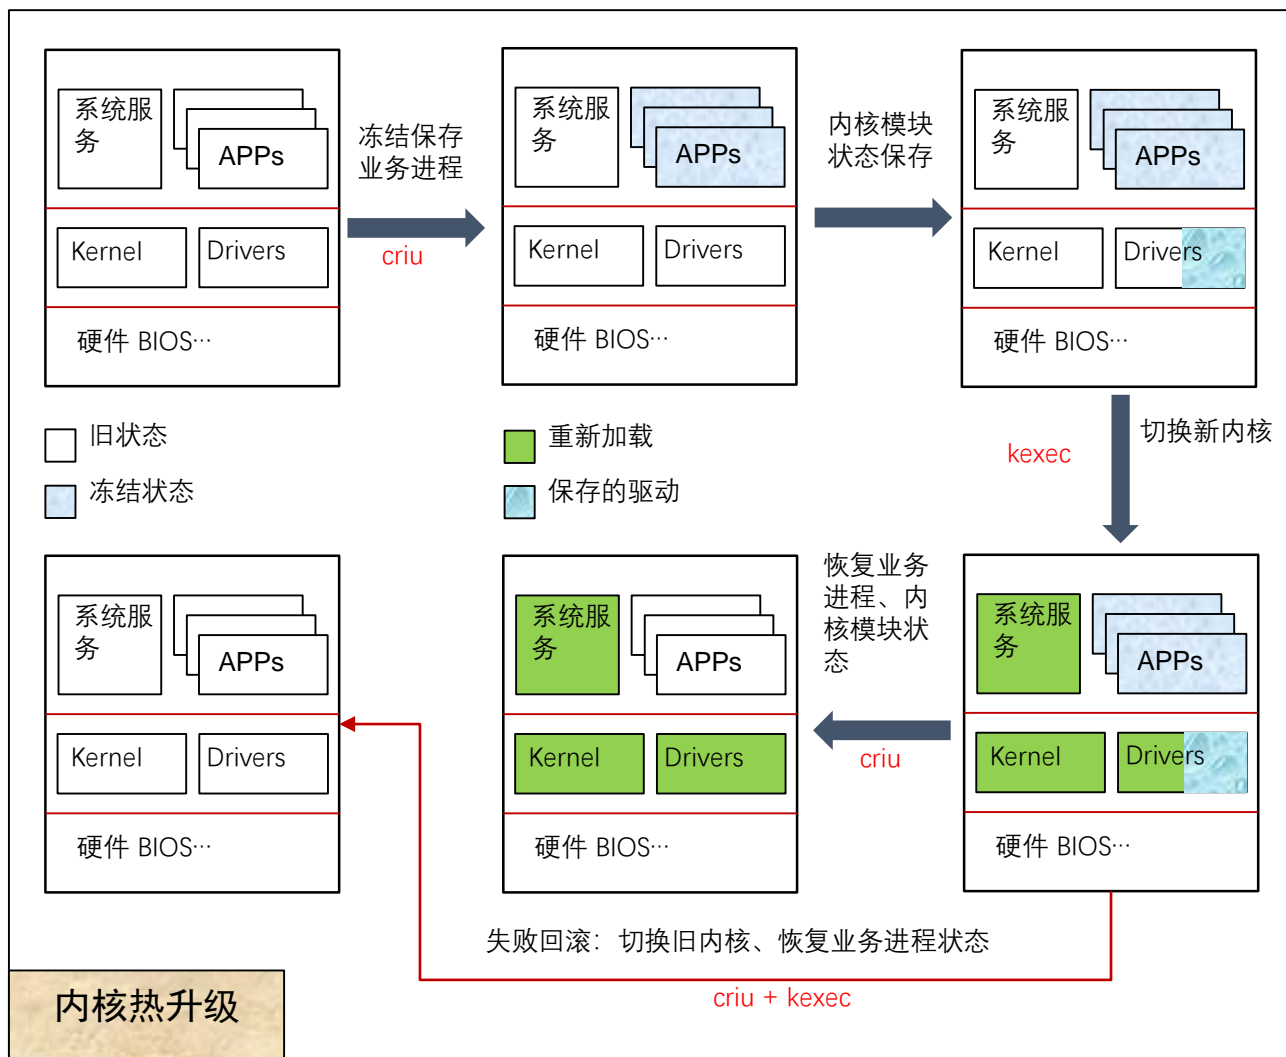 系统服
务
APPs
Kernel
Drivers
硬件 BIOS…
冻结保存
业务进程
criu
系统服
务
APPs
Kernel
Drivers
硬件 BIOS…
内核模块
状态保存
系统服
务
APPs
Kernel
Drivers
硬件 BIOS…
旧状态
冻结状态
重新加载
保存的驱动
kexec
切换新内核
系统服
务
APPs
Kernel
Drivers
硬件 BIOS…
系统服
务
APPs
Kernel
Drivers
硬件 BIOS…
恢复业务
进程、内
核模块状
态
criu
系统服
务
APPs
Kernel
Drivers
硬件 BIOS…
失败回滚：切换旧内核、恢复业务进程状态
criu + kexec
内核热升级